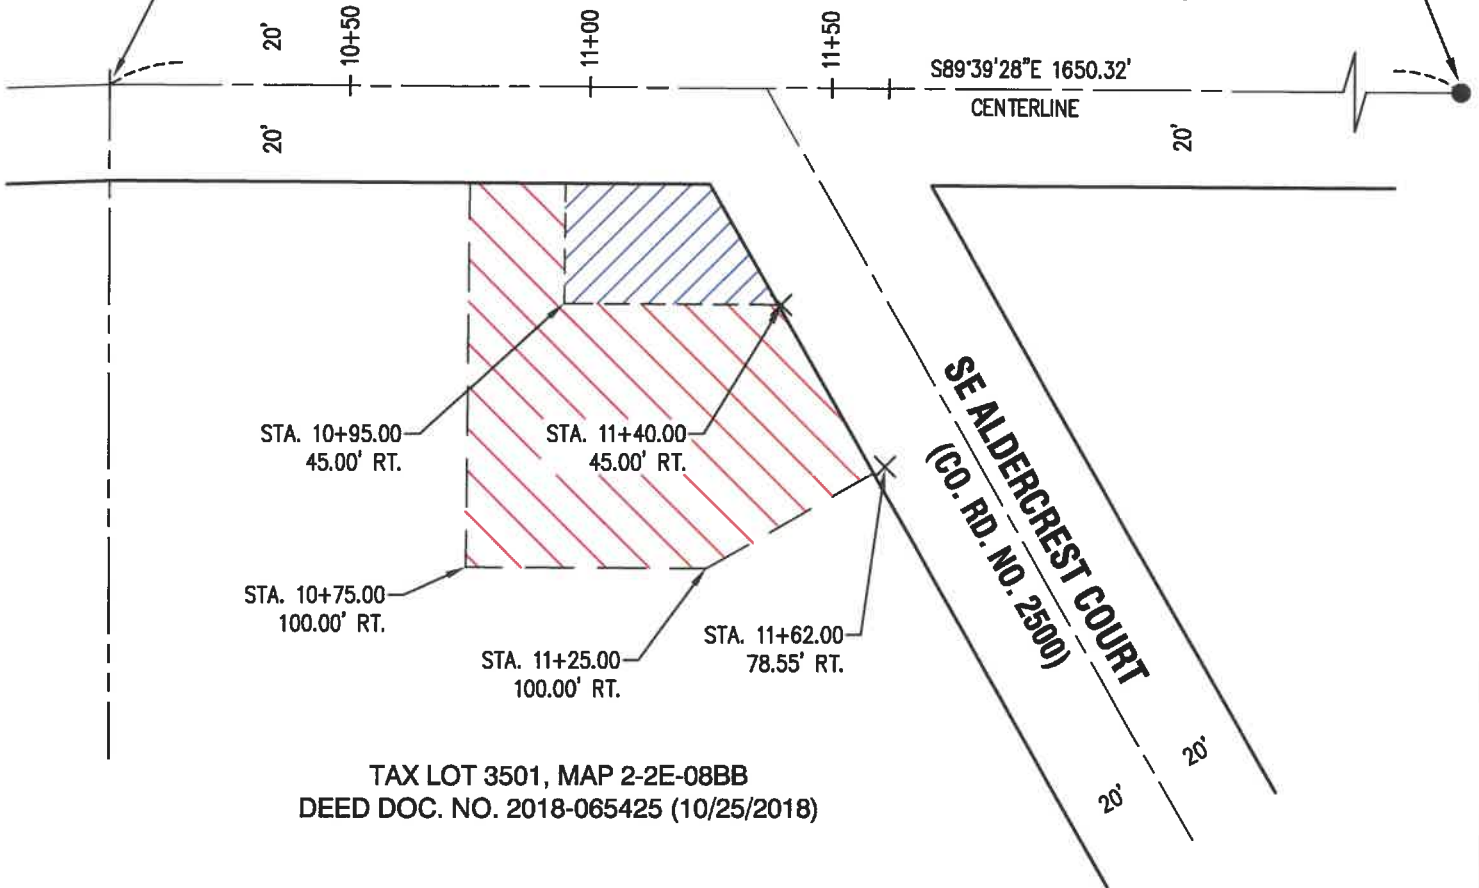 20'
10+50
11+00
11+50
S89°39'28"E 1650.32'
CENTERLINE
20'
20'
STA. 10+95.00
45.00' RT.
STA. 11+40.00
45.00' RT.
SE ALDERCREST COURT
(CO. RD. NO. 2500)
STA. 10+75.00
100.00' RT.
STA. 11+25.00
100.00' RT.
STA. 11+62.00
78.55' RT.
20'
20'
TAX LOT 3501, MAP 2-2E-08BB
DEED DOC. NO. 2018-065425 (10/25/2018)